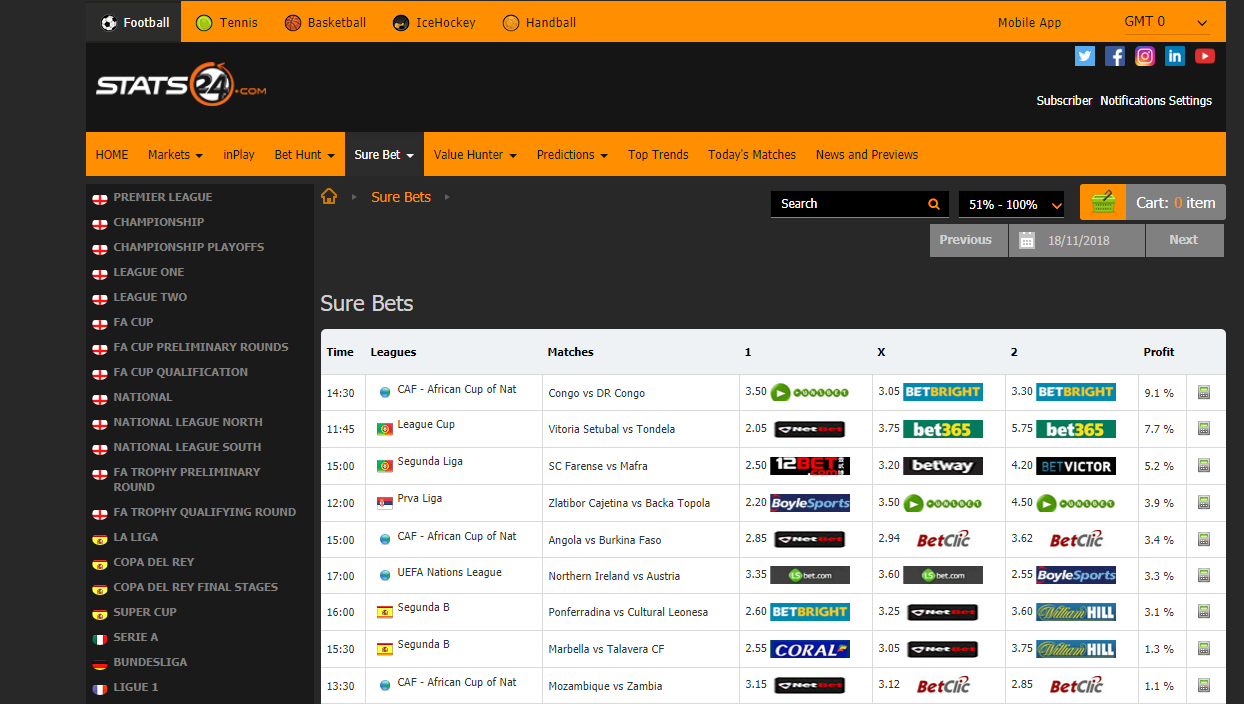 Football Tennis Basketball IceHockey Handball Mobile App GMT 0
STATS24.COM
Subscriber Notifications Settings
HOME Markets inPlay Bet Hunt Sure Bet Value Hunter Predictions Top Trends Today's Matches News and Previews
PREMIER LEAGUE
CHAMPIONSHIP
CHAMPIONSHIP PLAYOFFS
LEAGUE ONE
LEAGUE TWO
FA CUP
FA CUP PRELIMINARY ROUNDS
FA CUP QUALIFICATION
NATIONAL
NATIONAL LEAGUE NORTH
NATIONAL LEAGUE SOUTH
FA TROPHY PRELIMINARY
ROUND
FA TROPHY QUALIFYING ROUND
LA LIGA
COPA DEL REY
COPA DEL REY FINAL STAGES
SUPER CUP
SERIE A
BUNDESLIGA
LIGUE 1
Sure Bets Search 51% - 100% Cart: 0 item
Previous 18/11/2018 Next
Sure Bets
Time Leagues Matches 1 X 2 Profit
14:30 CAF - African Cup of Nat Congo vs DR Congo 3.50 UNIBET 3.05 BETBRIGHT 3.30 BETBRIGHT 9.1 %
11:45 League Cup Vitoria Setubal vs Tondela 2.05 NetBet 3.75 bet365 5.75 bet365 7.7 %
15:00 Segunda Liga SC Farense vs Mafra 2.50 12BET.com 3.20 betway 4.20 BETVICTOR 5.2 %
12:00 Prva Liga Zlatibor Cajetina vs Backa Topola 2.20 BoyleSports 3.50 UNIBET 4.50 UNIBET 3.9 %
15:00 CAF - African Cup of Nat Angola vs Burkina Faso 2.85 NetBet 2.94 BetClic 3.62 BetClic 3.4 %
17:00 UEFA Nations League Northern Ireland vs Austria 3.35 LSbet.com 3.60 LSbet.com 2.55 BoyleSports 3.3 %
16:00 Segunda B Ponferradina vs Cultural Leonesa 2.60 BETBRIGHT 3.25 NetBet 3.60 William HILL 3.1 %
15:30 Segunda B Marbella vs Talavera CF 2.55 CORAL 3.05 NetBet 3.75 William HILL 1.3 %
13:30 CAF - African Cup of Nat Mozambique vs Zambia 3.15 NetBet 3.12 BetClic 2.85 BetClic 1.1 %